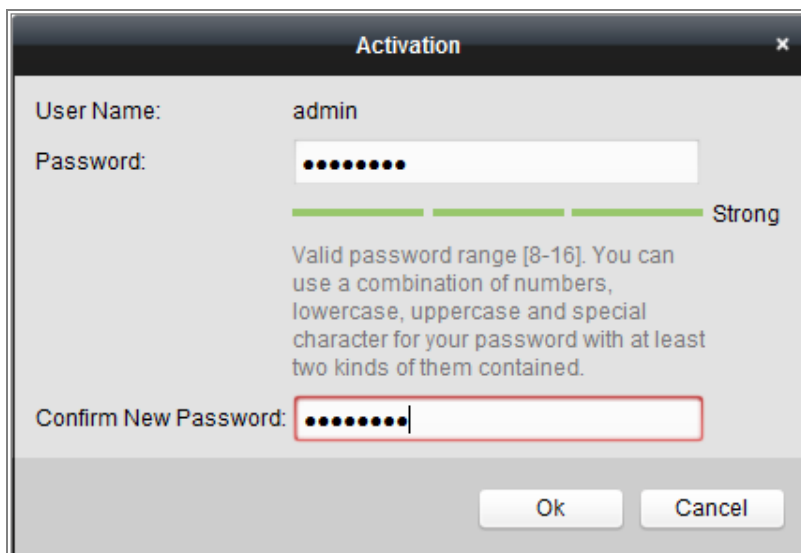 Activation ×
User Name: admin
Password: ●●●●●●●●
Strong
Valid password range [8-16]. You can
use a combination of numbers,
lowercase, uppercase and special
character for your password with at least
two kinds of them contained.
Confirm New Password: ●●●●●●●●
Ok Cancel